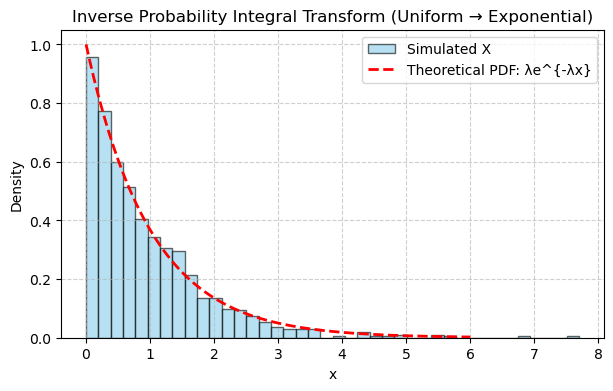 Inverse Probability Integral Transform (Uniform → Exponential)
Simulated X
Theoretical PDF: λe^{-λx}
Density
1.0
0.8
0.6
0.4
0.2
0.0
0 1 2 3 4 5 6 7 8
x